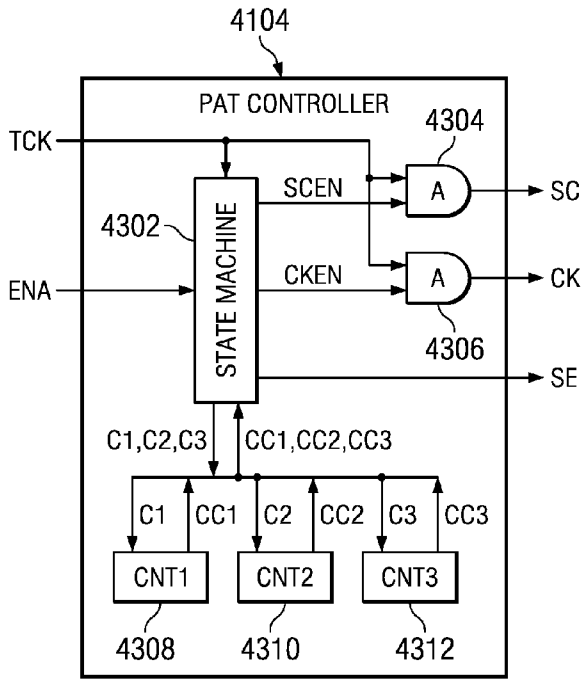 4104
PAT CONTROLLER
TCK
4304
4302
SCEN
A
SC
STATE MACHINE
ENA
CKEN
A
CK
4306
SE
C1,C2,C3
CC1,CC2,CC3
C1
CC1
C2
CC2
C3
CC3
CNT1
CNT2
CNT3
4308
4310
4312